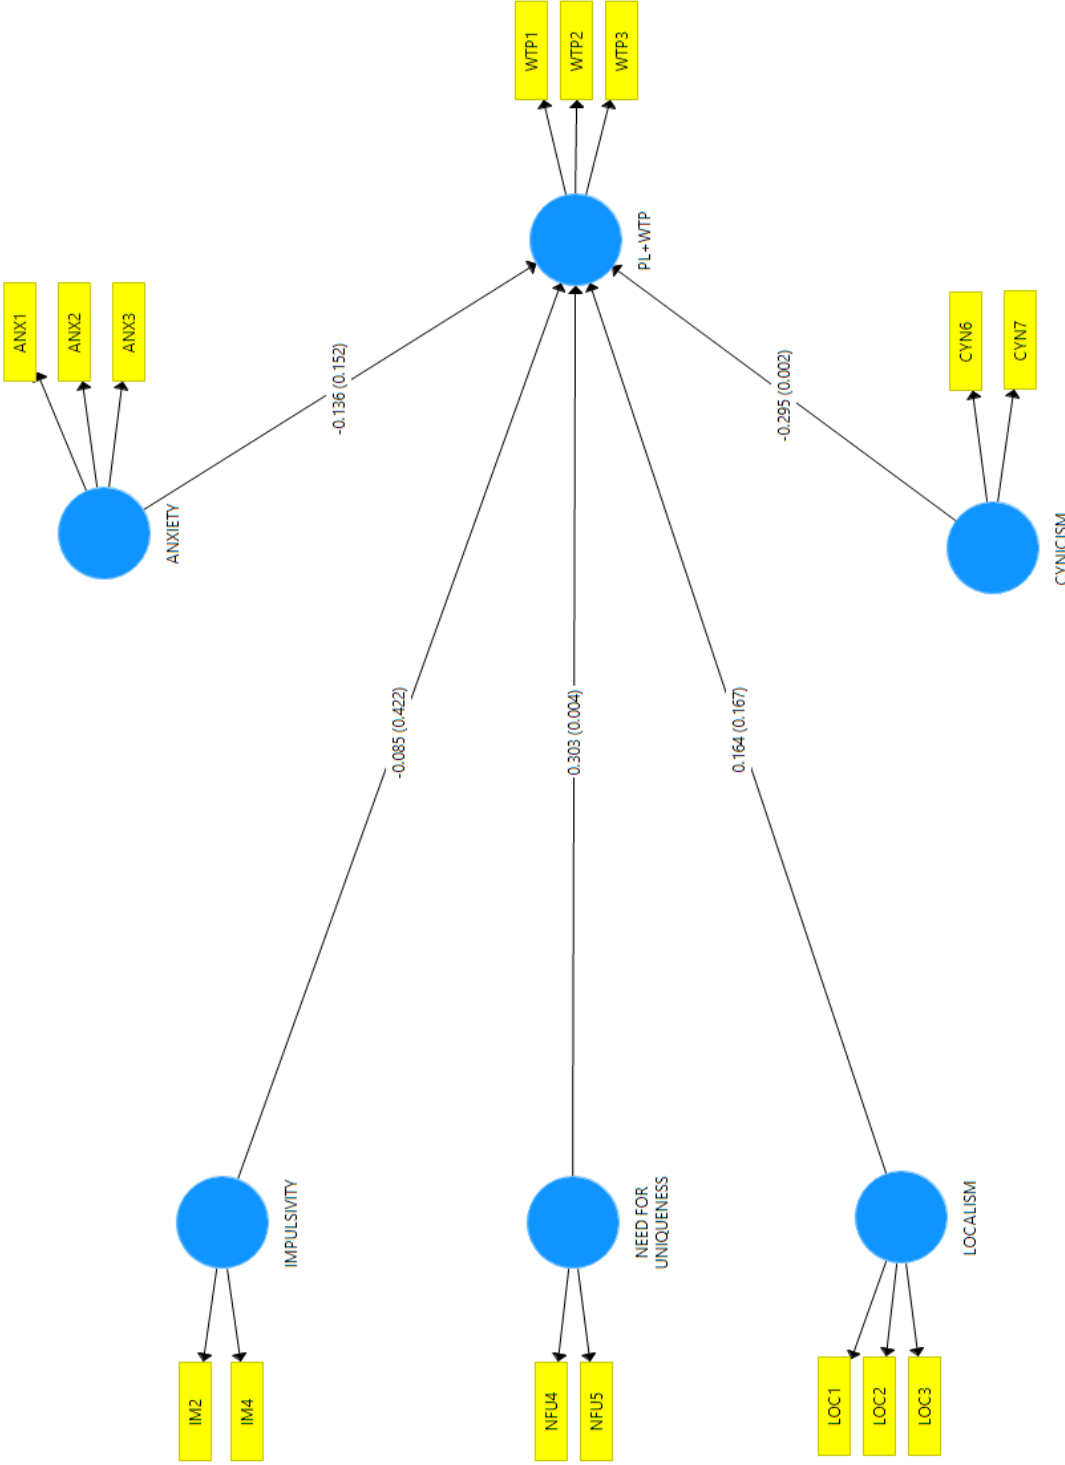 WTP1
WTP2
WTP3
PL+WTP
ANX1
ANX2
ANX3
ANXIETY
-0.136 (0.152)
CYN6
CYN7
CYNICISM
-0.295 (0.002)
-0.085 (0.422)
0.303 (0.004)
0.164 (0.167)
IMPULSIVITY
IM2
IM4
NEED FOR
UNIQUENESS
NFU4
NFU5
LOCALISM
LOC1
LOC2
LOC3